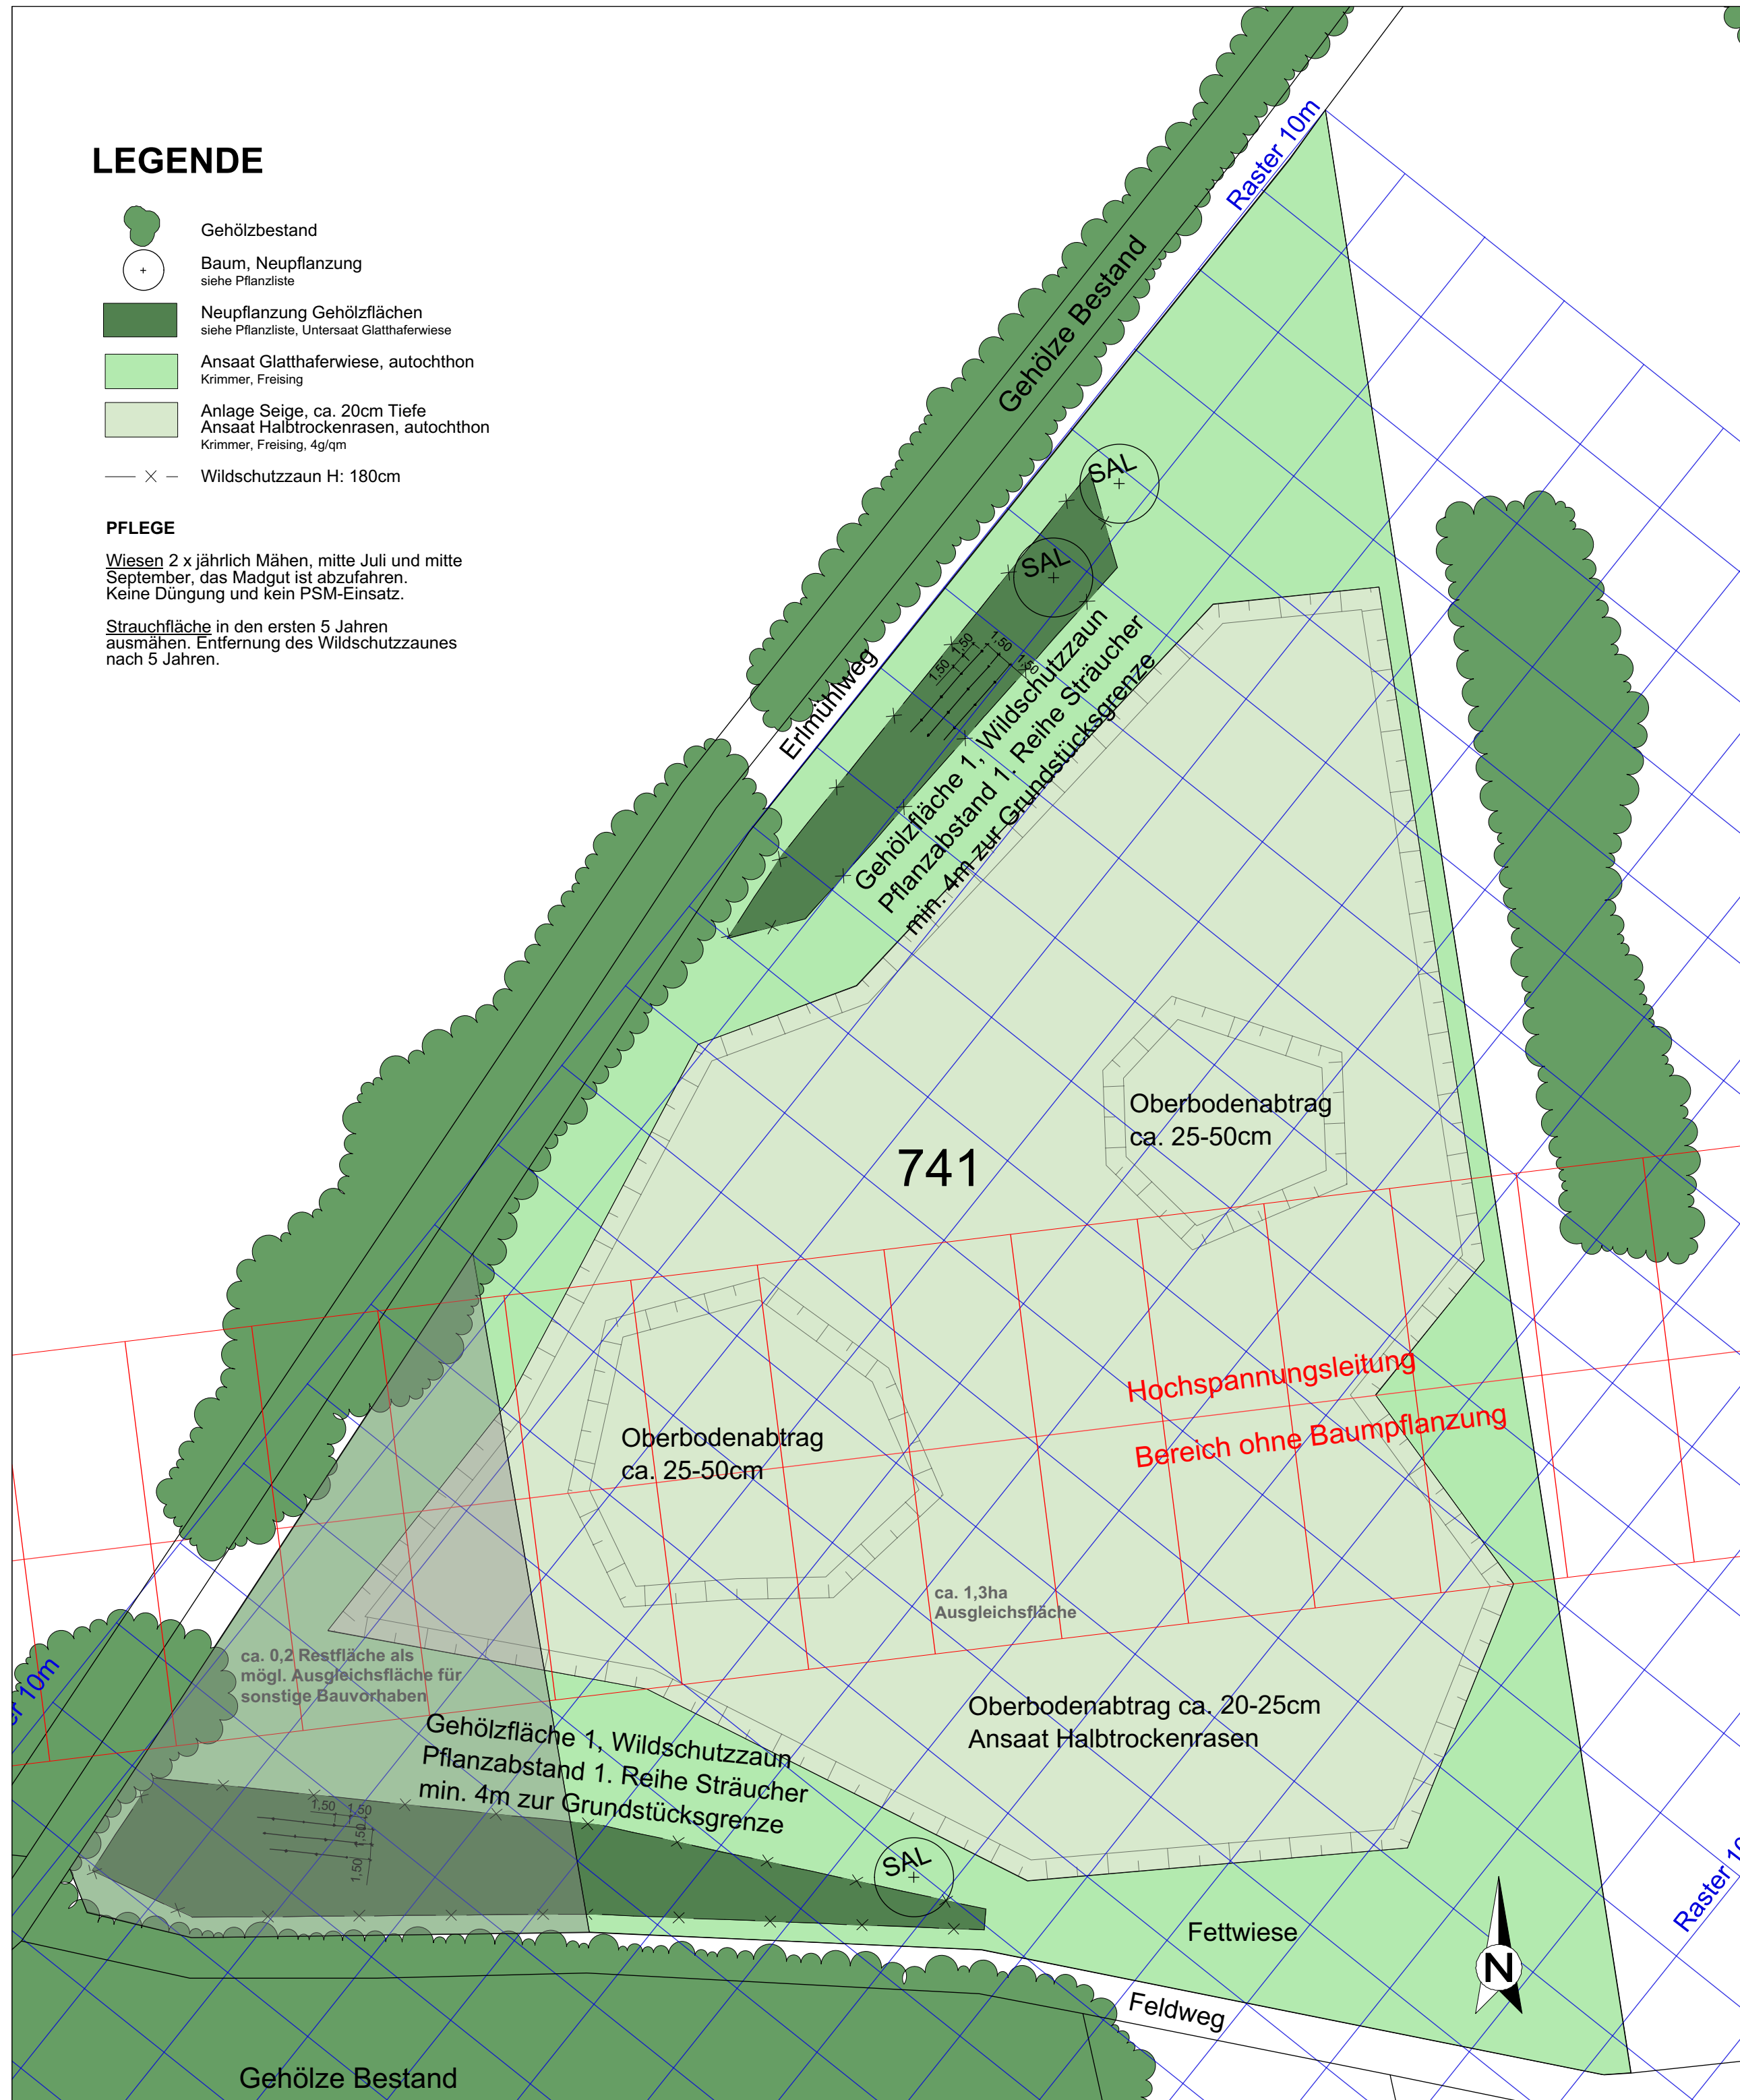 LEGENDE
Gehölzbestand
Baum, Neupflanzung
siehe Pflanzliste
Neupflanzung Gehölzflächen
siehe Pflanzliste, Untersaat Glatthaferwiese
Ansaat Glatthaferwiese, autochthon
Krimmer, Freising
Anlage Seige, ca. 20cm Tiefe
Ansaat Halbtrockenrasen, autochthon
Krimmer, Freising, 4g/qm
Wildschutzzaun H: 180cm
PFLEGE
Wiesen 2 x jährlich Mähen, mitte Juli und mitte
September, das Madgut ist abzufahren.
Keine Düngung und kein PSM-Einsatz.
Strauchfläche in den ersten 5 Jahren
ausmähen. Entfernung des Wildschutzzaunes
nach 5 Jahren.
Raster 10m
Gehölze Bestand
SAL
SAL
1,50
1,50
1,50
1,50
Erlmühlweg
Gehölzfläche 1, Wildschutzzaun
Pflanzabstand 1. Reihe Sträucher
min. 4m zur Grundstücksgrenze
Oberbodenabtrag
ca. 25-50cm
741
Hochspannungsleitung
Bereich ohne Baumpflanzung
Oberbodenabtrag
ca. 25-50cm
ca. 1,3ha
Ausgleichsfläche
ca. 0,2 Restfläche als
mögl. Ausgleichsfläche für
sonstige Bauvorhaben
er 10m
Oberbodenabtrag ca. 20-25cm
Ansaat Halbtrockenrasen
Gehölzfläche 1, Wildschutzzaun
Pflanzabstand 1. Reihe Sträucher
min. 4m zur Grundstücksgrenze
1,50
1,50
1,50
1,50
SAL
Raster 10
Fettwiese
N
Feldweg
Gehölze Bestand